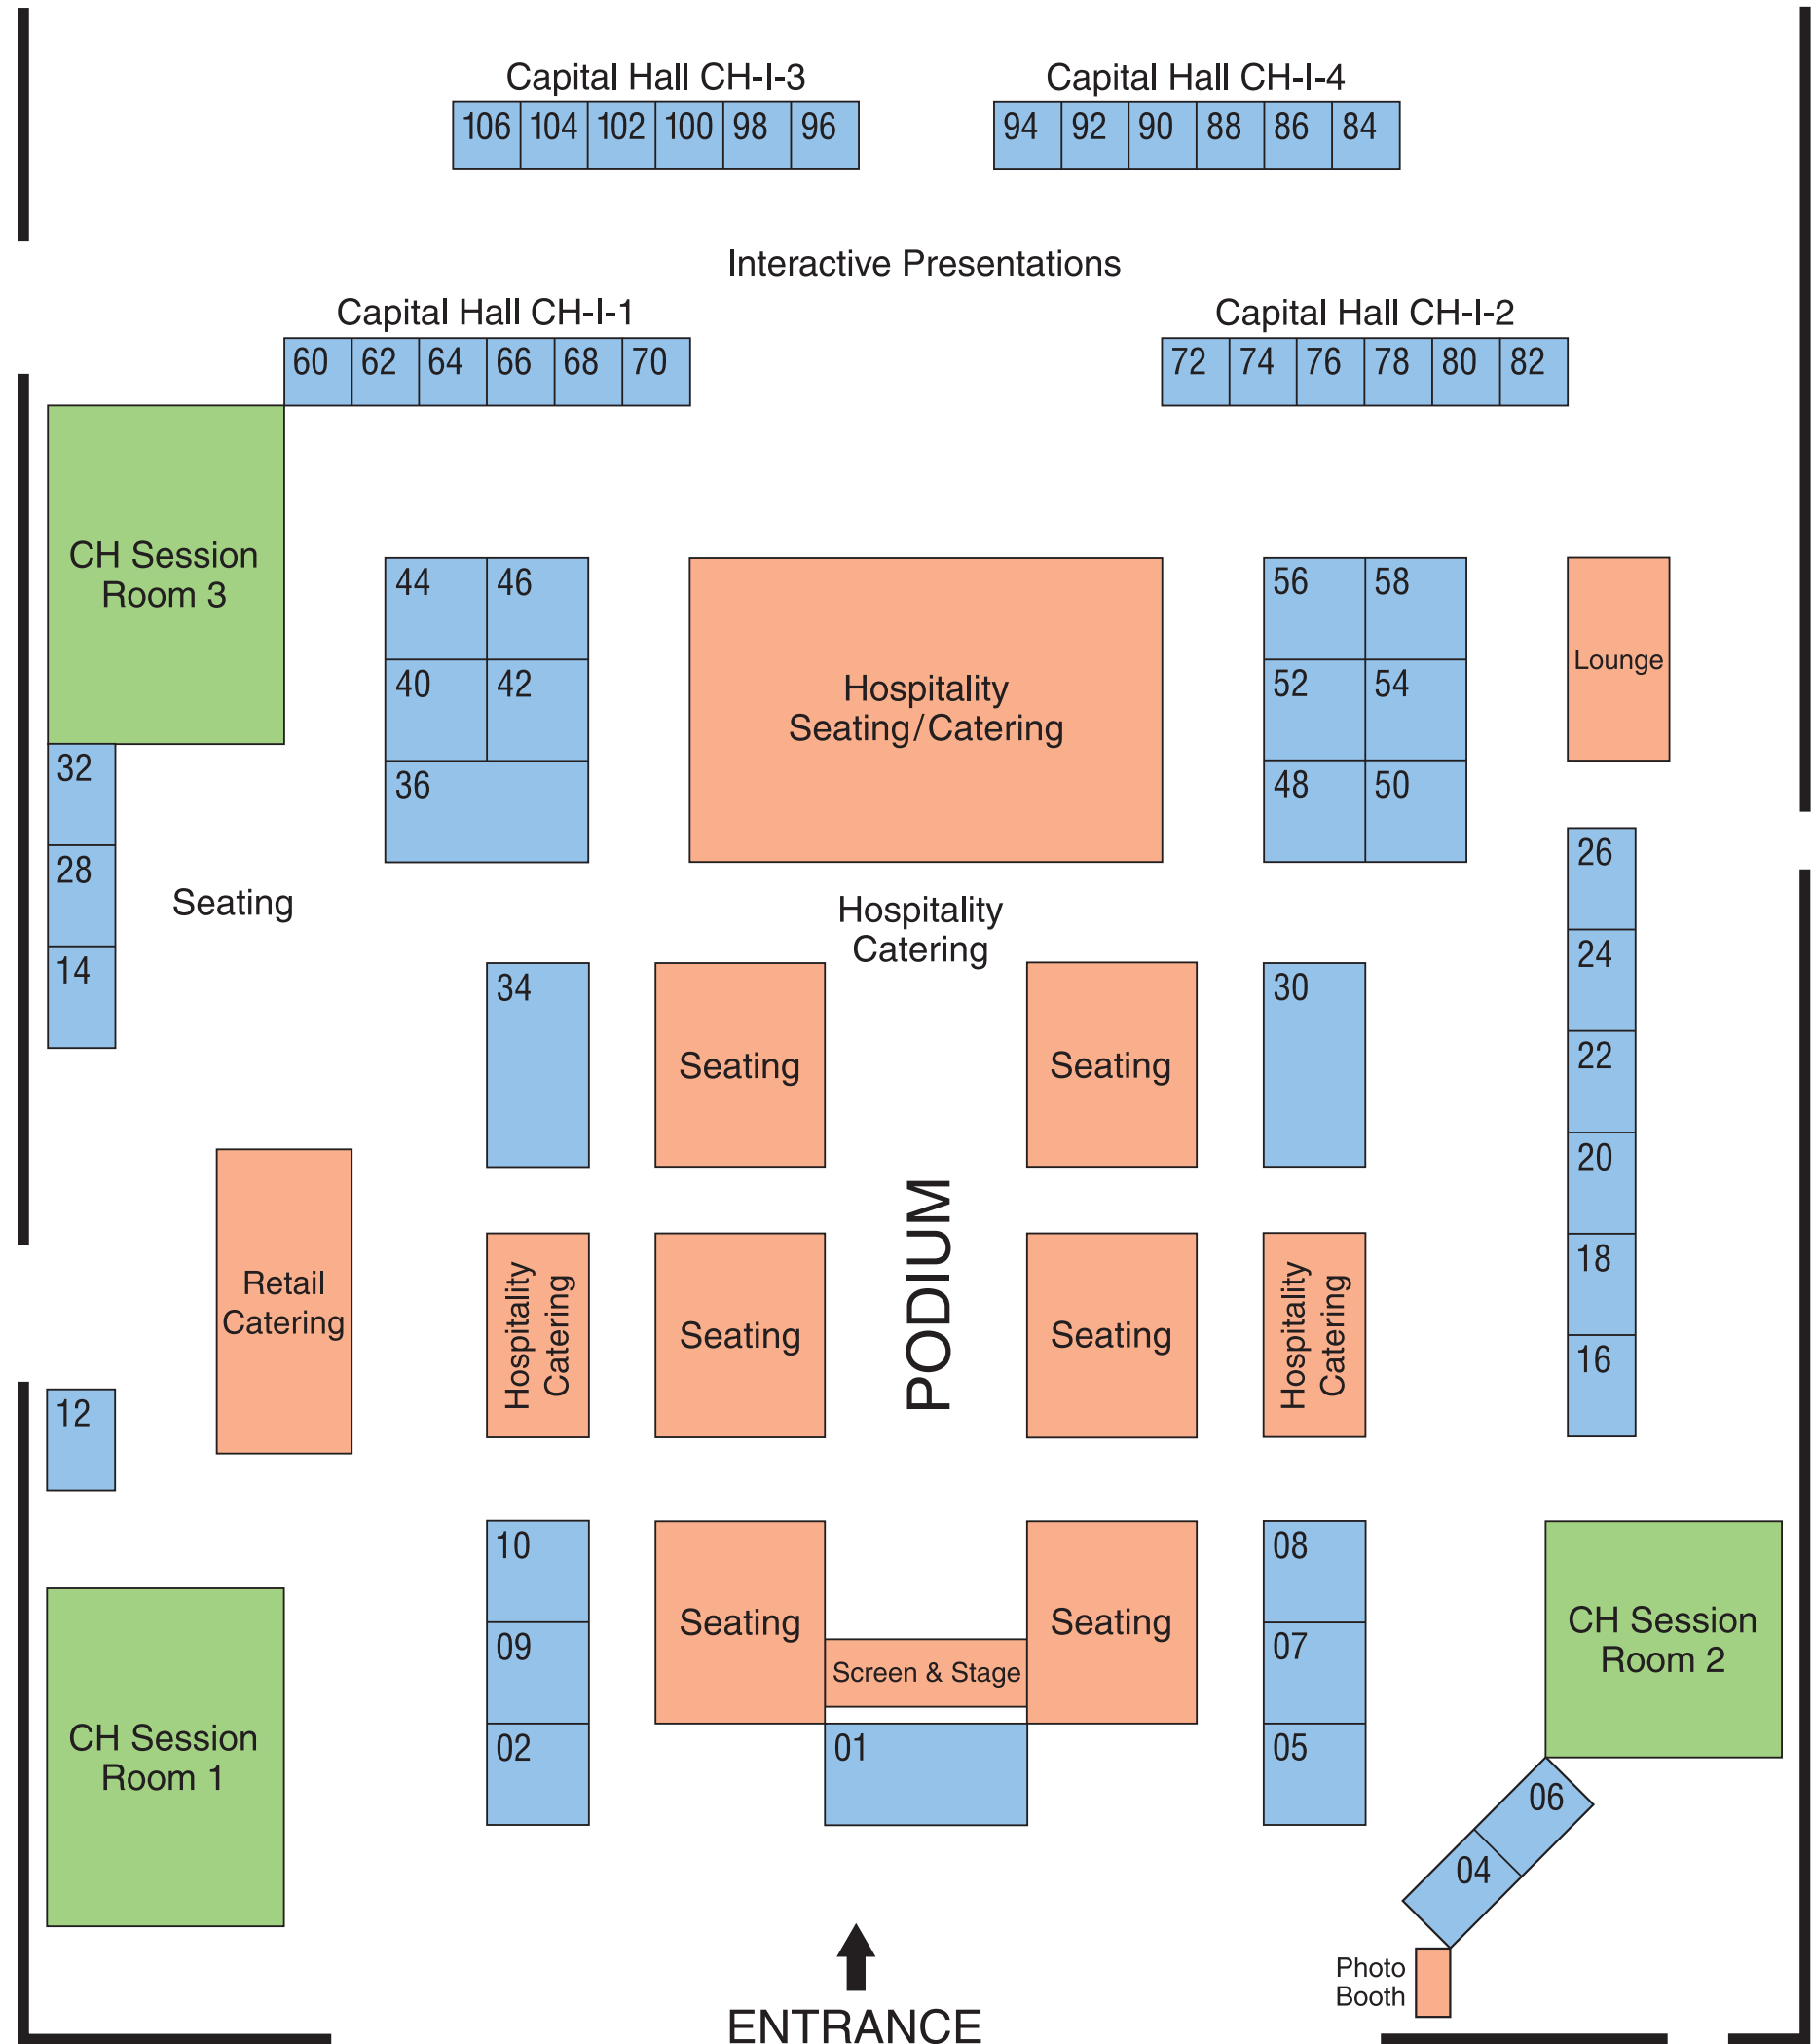 Capital Hall CH-I-3
Capital Hall CH-I-4
106 104 102 100 98 96
94 92 90 88 86 84
Interactive Presentations
Capital Hall CH-I-1
Capital Hall CH-I-2
60 62 64 66 68 70
72 74 76 78 80 82
CH Session
Room 3
44 46
40 42
36
Hospitality
Seating/Catering
56 58
52 54
48 50
Lounge
32
28
14
Seating
Hospitality
Catering
26
24
22
20
18
16
34
Seating
Seating
30
PODIUM
Retail
Catering
Hospitality
Catering
Seating
Seating
Hospitality
Catering
12
10
09
02
Seating
Screen & Stage
Seating
01
08
07
05
CH Session
Room 2
CH Session
Room 1
06
04
Photo
Booth
ENTRANCE